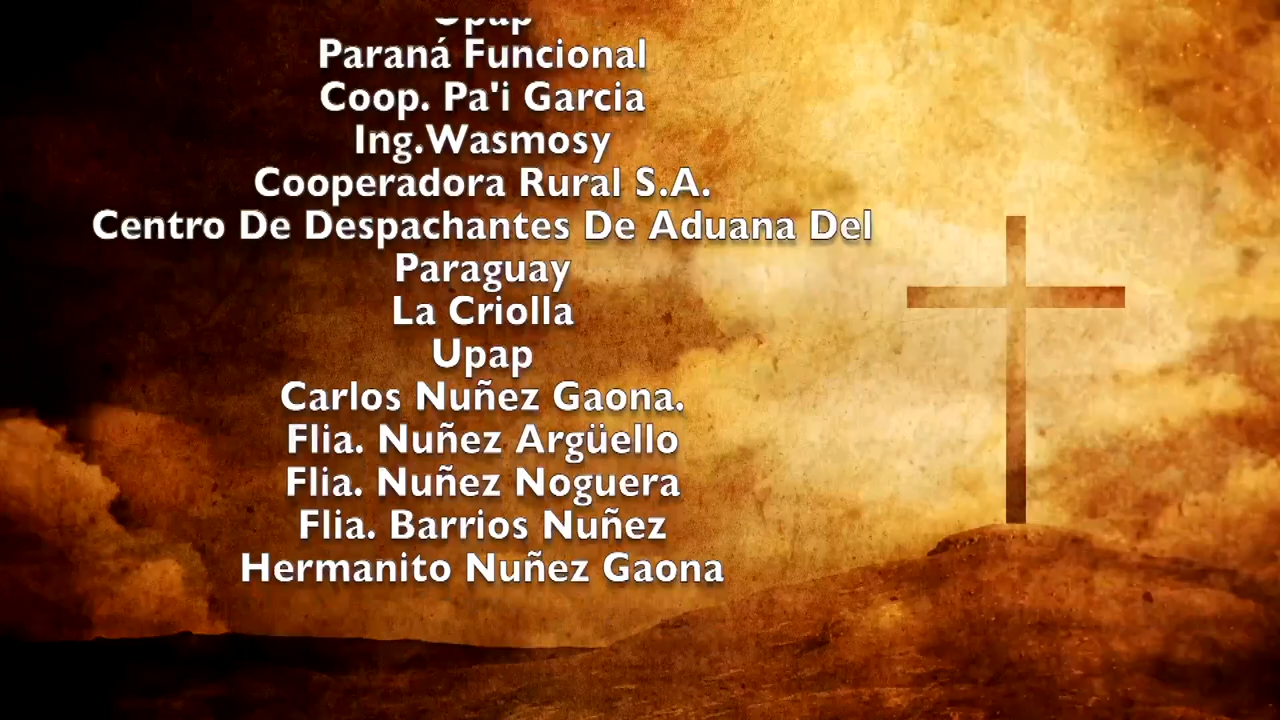 Upap
Paraná Funcional
Coop. Pa'i Garcia
Ing.Wasmosy
Cooperadora Rural S.A.
Centro De Despachantes De Aduana Del
Paraguay
La Criolla
Upap
Carlos Nuñez Gaona.
Flia. Nuñez Argüello
Flia. Nuñez Noguera
Flia. Barrios Nuñez
Hermanito Nuñez Gaona